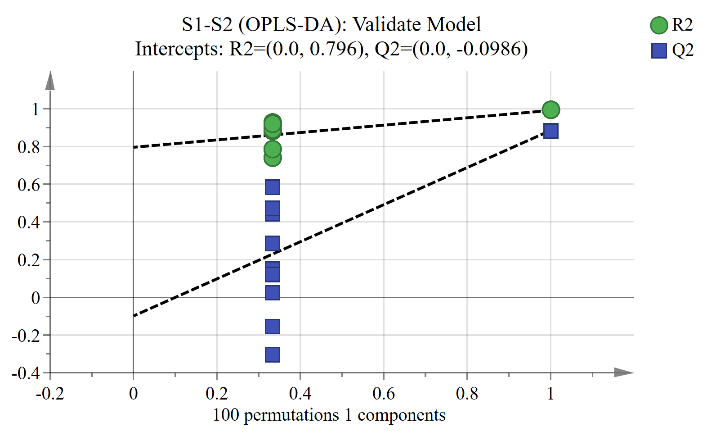 S1-S2 (OPLS-DA): Validate Model
Intercepts: R2=(0.0, 0.796), Q2=(0.0, -0.0986)
R2
Q2
1
0.8
0.6
0.4
0.2
0
-0.2
-0.4
-0.2 0 0.2 0.4 0.6 0.8 1
100 permutations 1 components